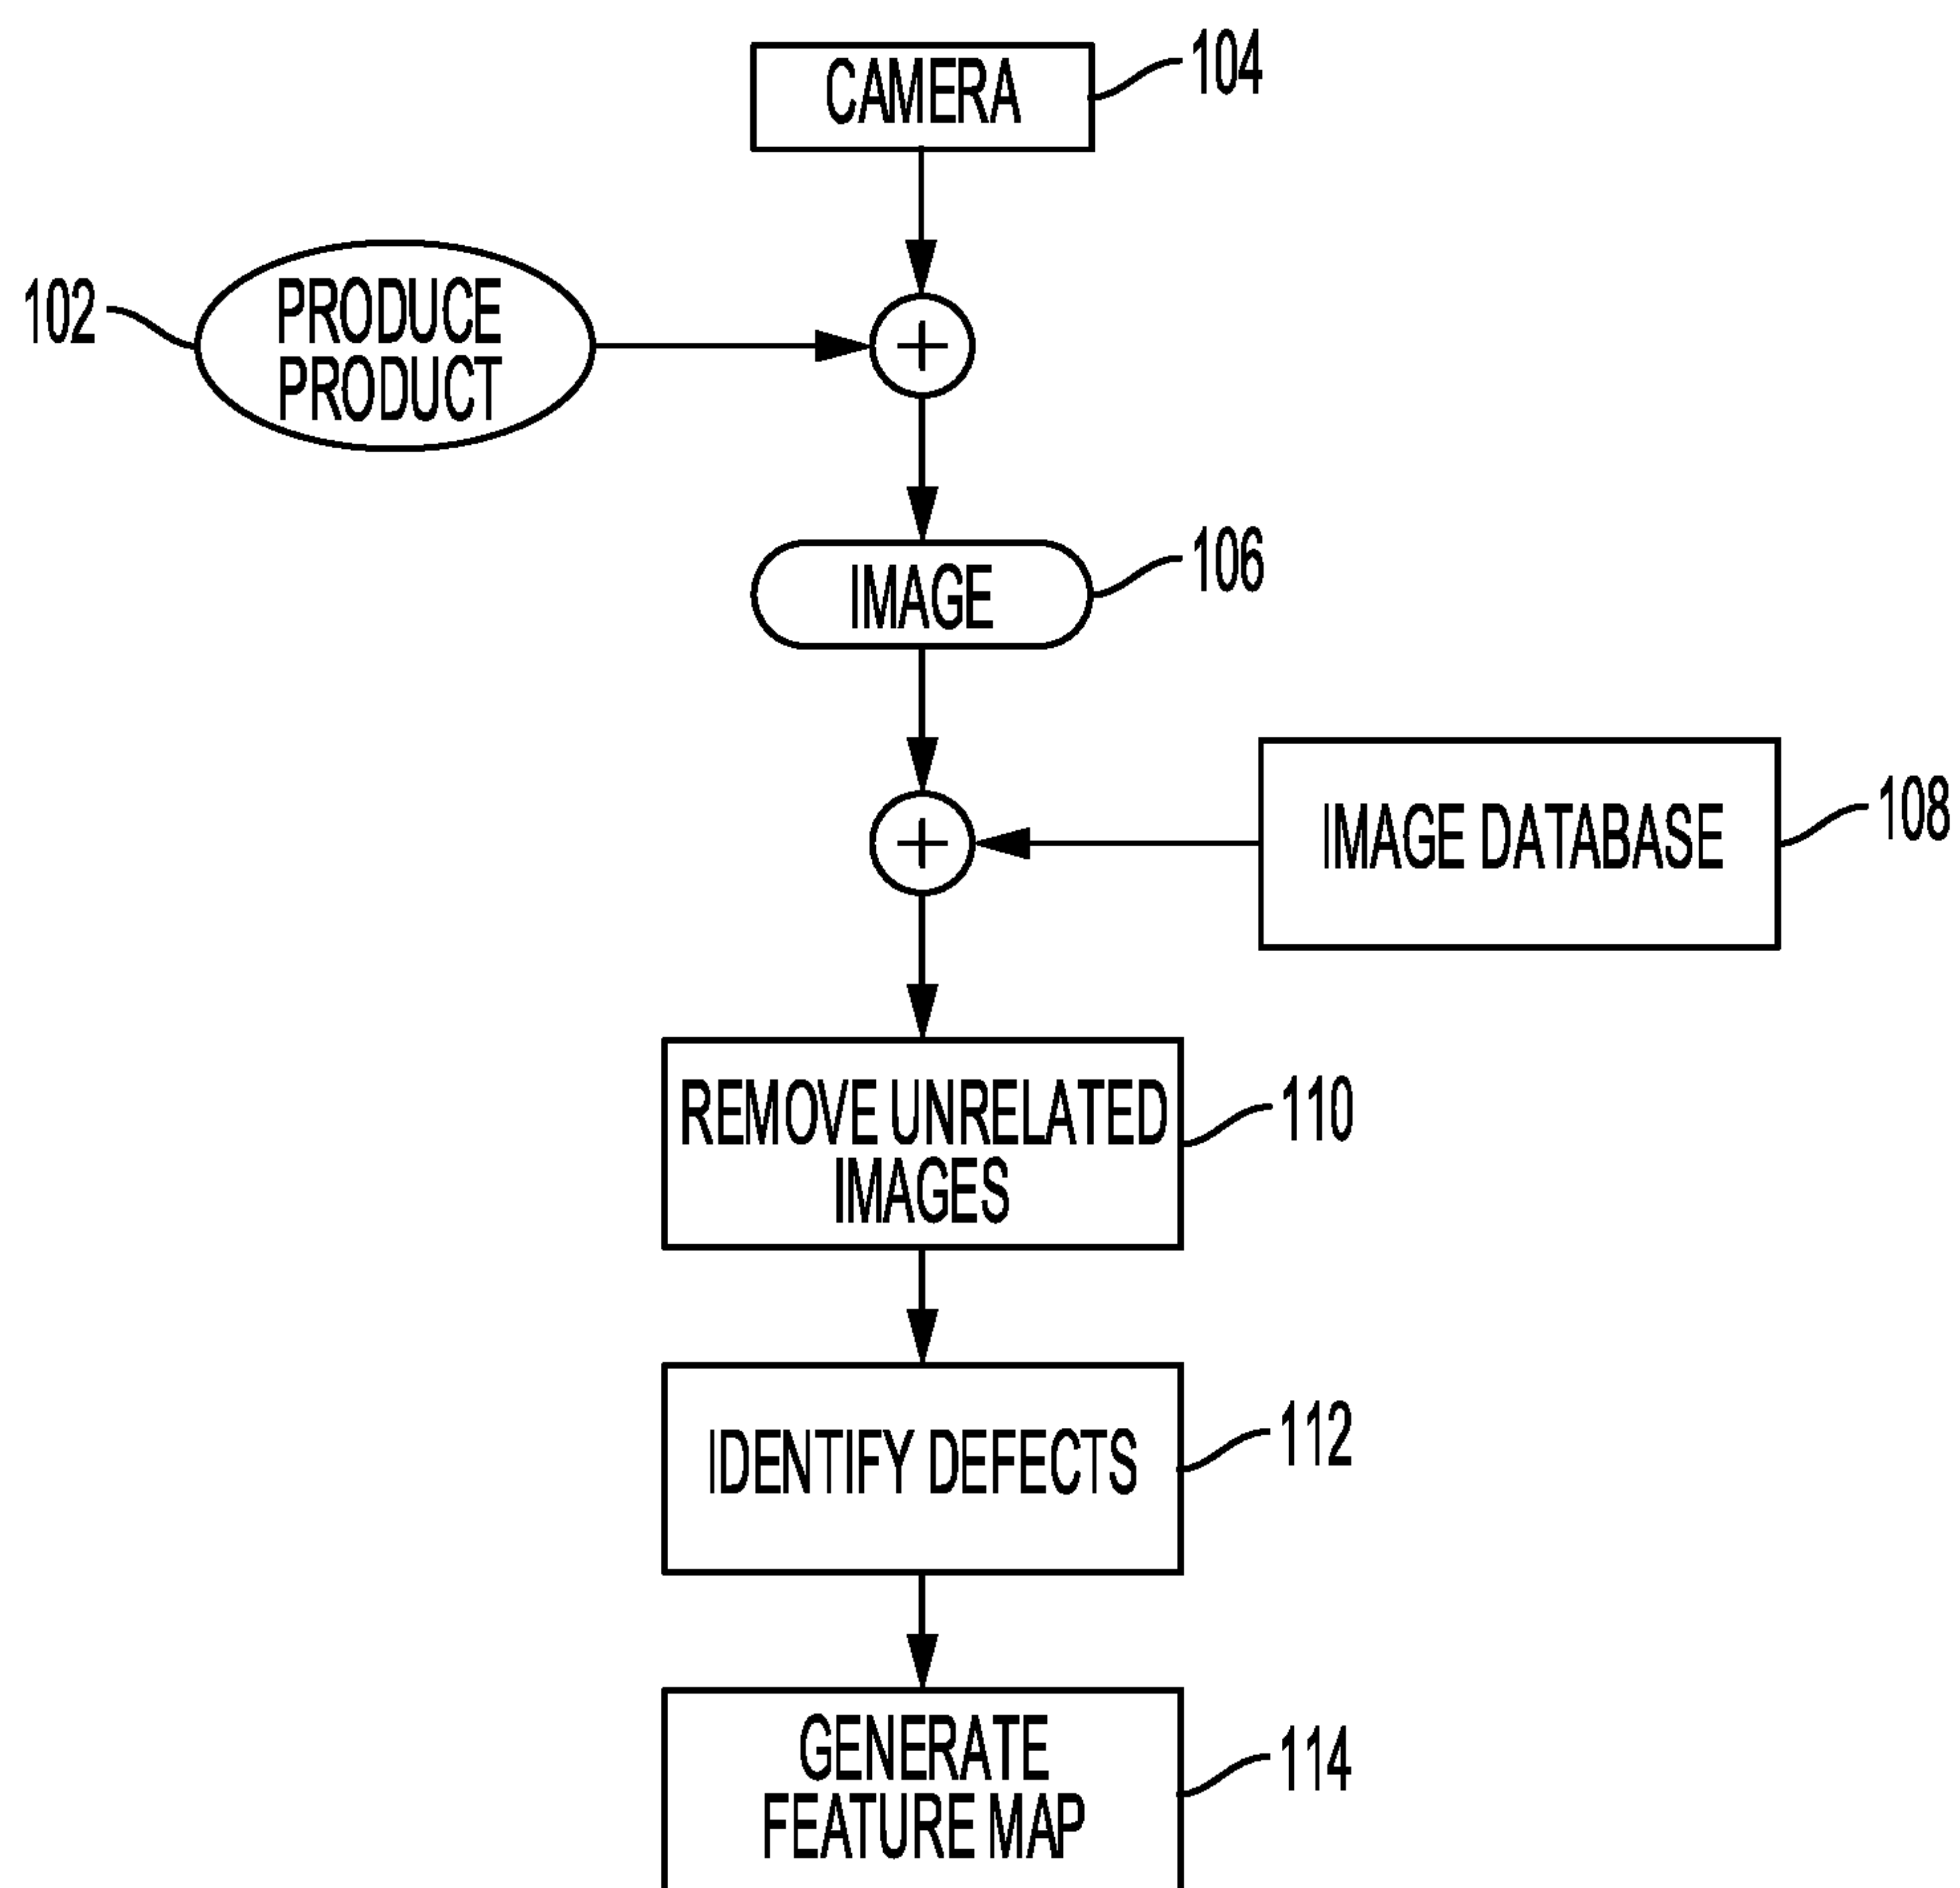 CAMERA
104
102
PRODUCE
PRODUCT
IMAGE
106
IMAGE DATABASE
108
REMOVE UNRELATED
IMAGES
110
IDENTIFY DEFECTS
112
GENERATE
FEATURE MAP
114